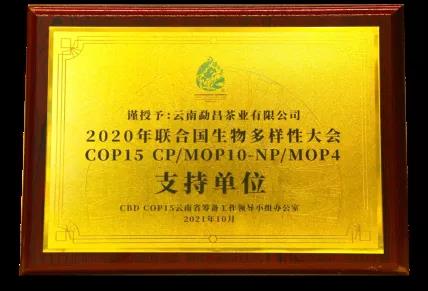 谨授予:云南勐昌茶业有限公司
2020年联合国生物多样性大会
COP15 CP/MOP10-NP/MOP4
支持单位
CBD COP15云南省筹备工作领导小组办公室
2021年10月